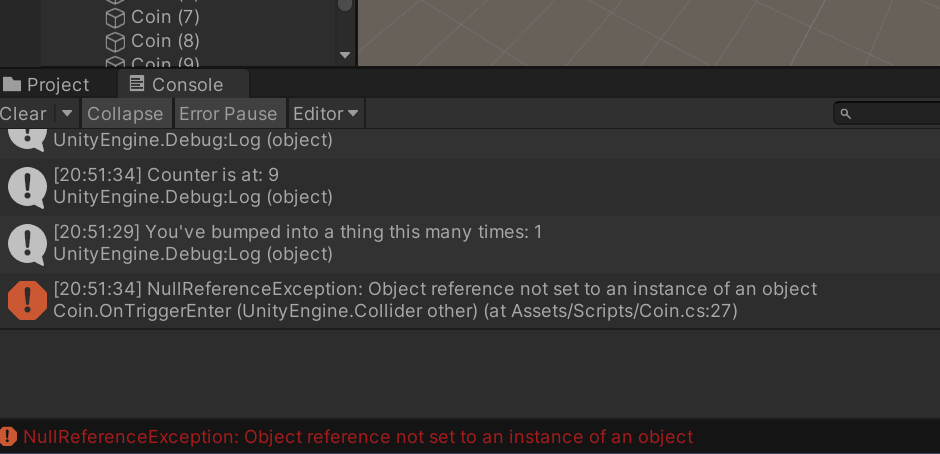 Coin (7)
Coin (8)
Coin (9)
Project
Console
Clear
Collapse
Error Pause
Editor
UnityEngine.Debug:Log (object)
[20:51:34] Counter is at: 9
UnityEngine.Debug:Log (object)
[20:51:29] You've bumped into a thing this many times: 1
UnityEngine.Debug:Log (object)
[20:51:34] NullReferenceException: Object reference not set to an instance of an object
Coin.OnTriggerEnter (UnityEngine.Collider other) (at Assets/Scripts/Coin.cs:27)
NullReferenceException: Object reference not set to an instance of an object